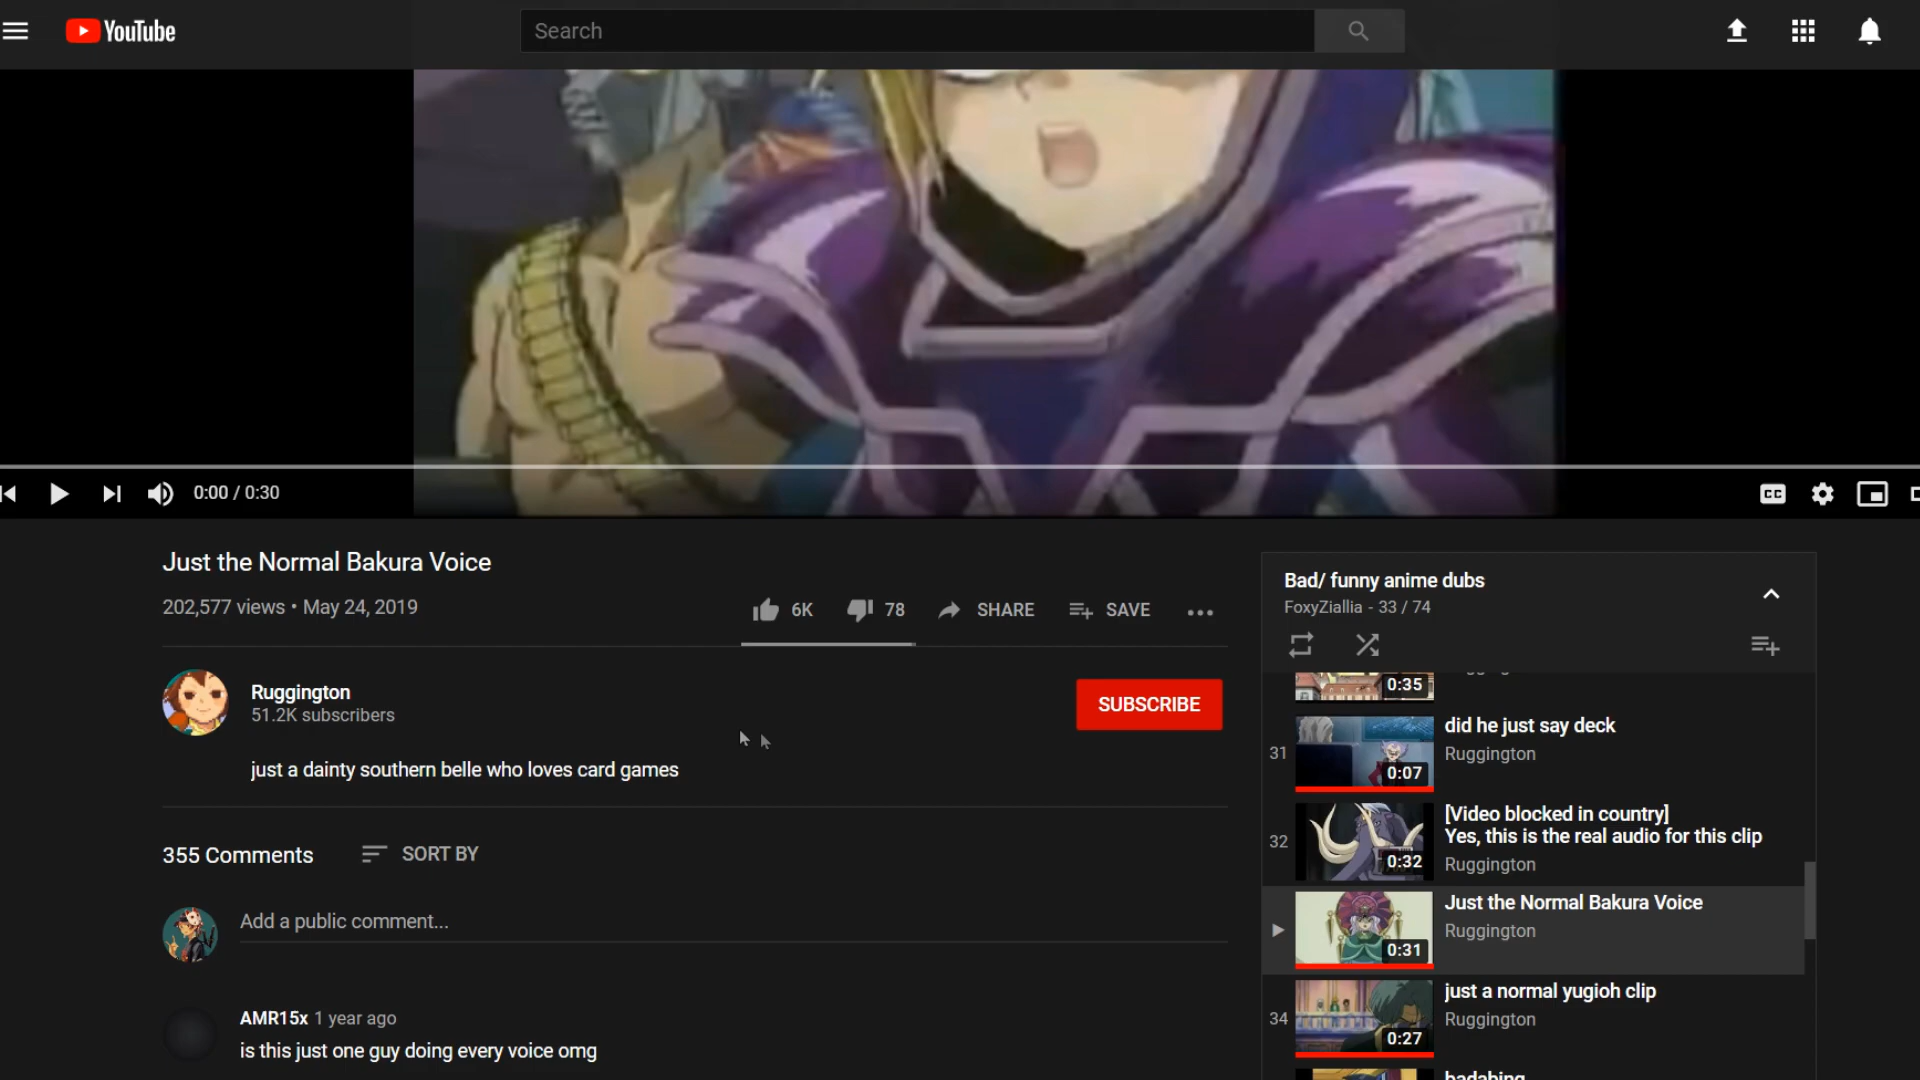 YouTube
Search
0:00 / 0:30
CC
Just the Normal Bakura Voice
202,577 views • May 24, 2019
6K
78
SHARE
SAVE
Ruggington
51.2K subscribers
SUBSCRIBE
just a dainty southern belle who loves card games
355 Comments
SORT BY
Add a public comment...
AMR15x 1 year ago
is this just one guy doing every voice omg
Bad/ funny anime dubs
FoxyZiallia - 33 / 74
0:35
31
0:07
did he just say deck
Ruggington
32
0:32
[Video blocked in country]
Yes, this is the real audio for this clip
Ruggington
0:31
Just the Normal Bakura Voice
Ruggington
34
0:27
just a normal yugioh clip
Ruggington
badabing